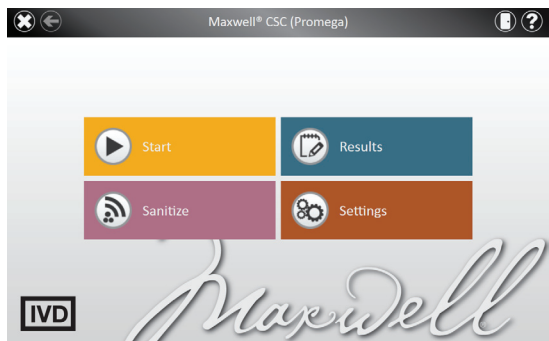 Maxwell® CSC (Promega)
?
Start
Results
Sanitize
Settings
IVD
Maxwell